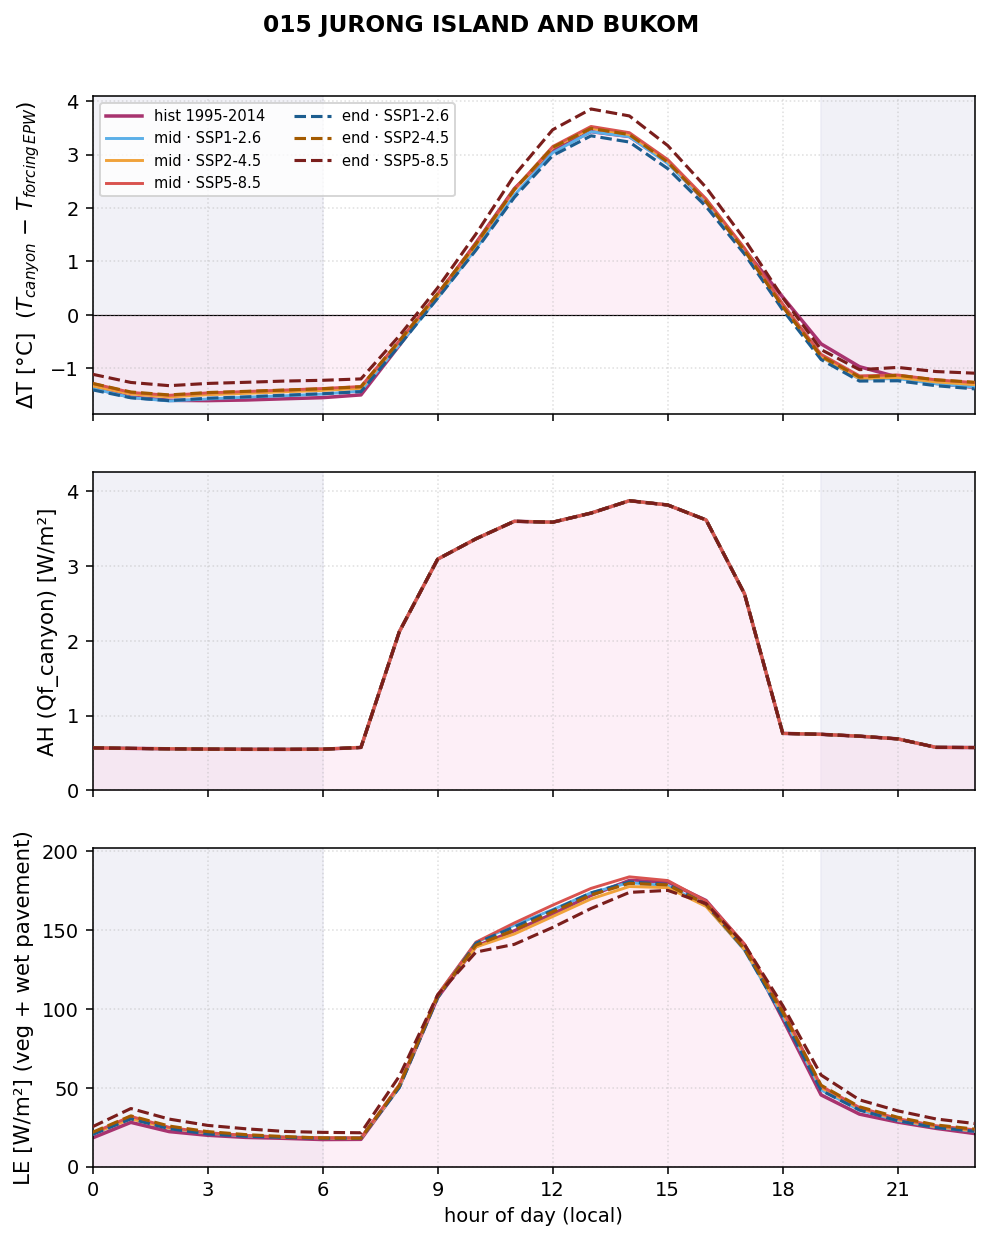 015 JURONG ISLAND AND BUKOM
ΔT [°C] (T_canyon − T_forcing EPW)
4
3
2
1
0
−1
hist 1995-2014
mid · SSP1-2.6
mid · SSP2-4.5
mid · SSP5-8.5
end · SSP1-2.6
end · SSP2-4.5
end · SSP5-8.5
AH (Qf_canyon) [W/m²]
4
3
2
1
0
LE [W/m²] (veg + wet pavement)
200
150
100
50
0
0 3 6 9 12 15 18 21
hour of day (local)